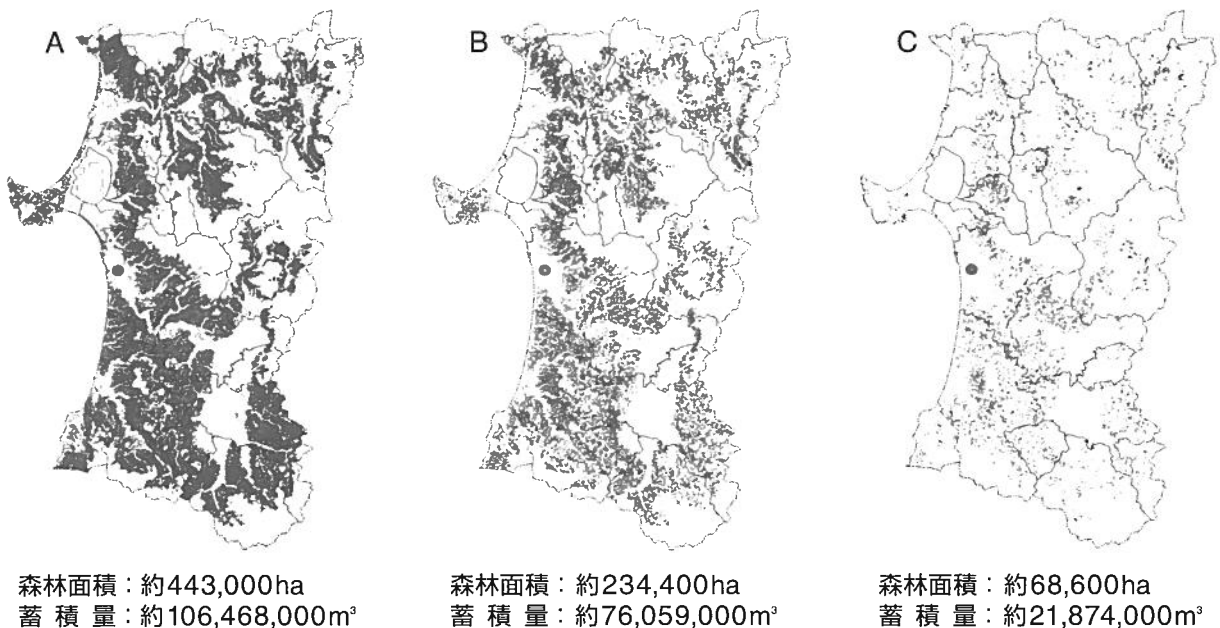 A
B
C
森林面積：約443,000ha
蓄積量：約106,468,000m³
森林面積：約234,400ha
蓄積量：約76,059,000m³
森林面積：約68,600ha
蓄積量：約21,874,000m³